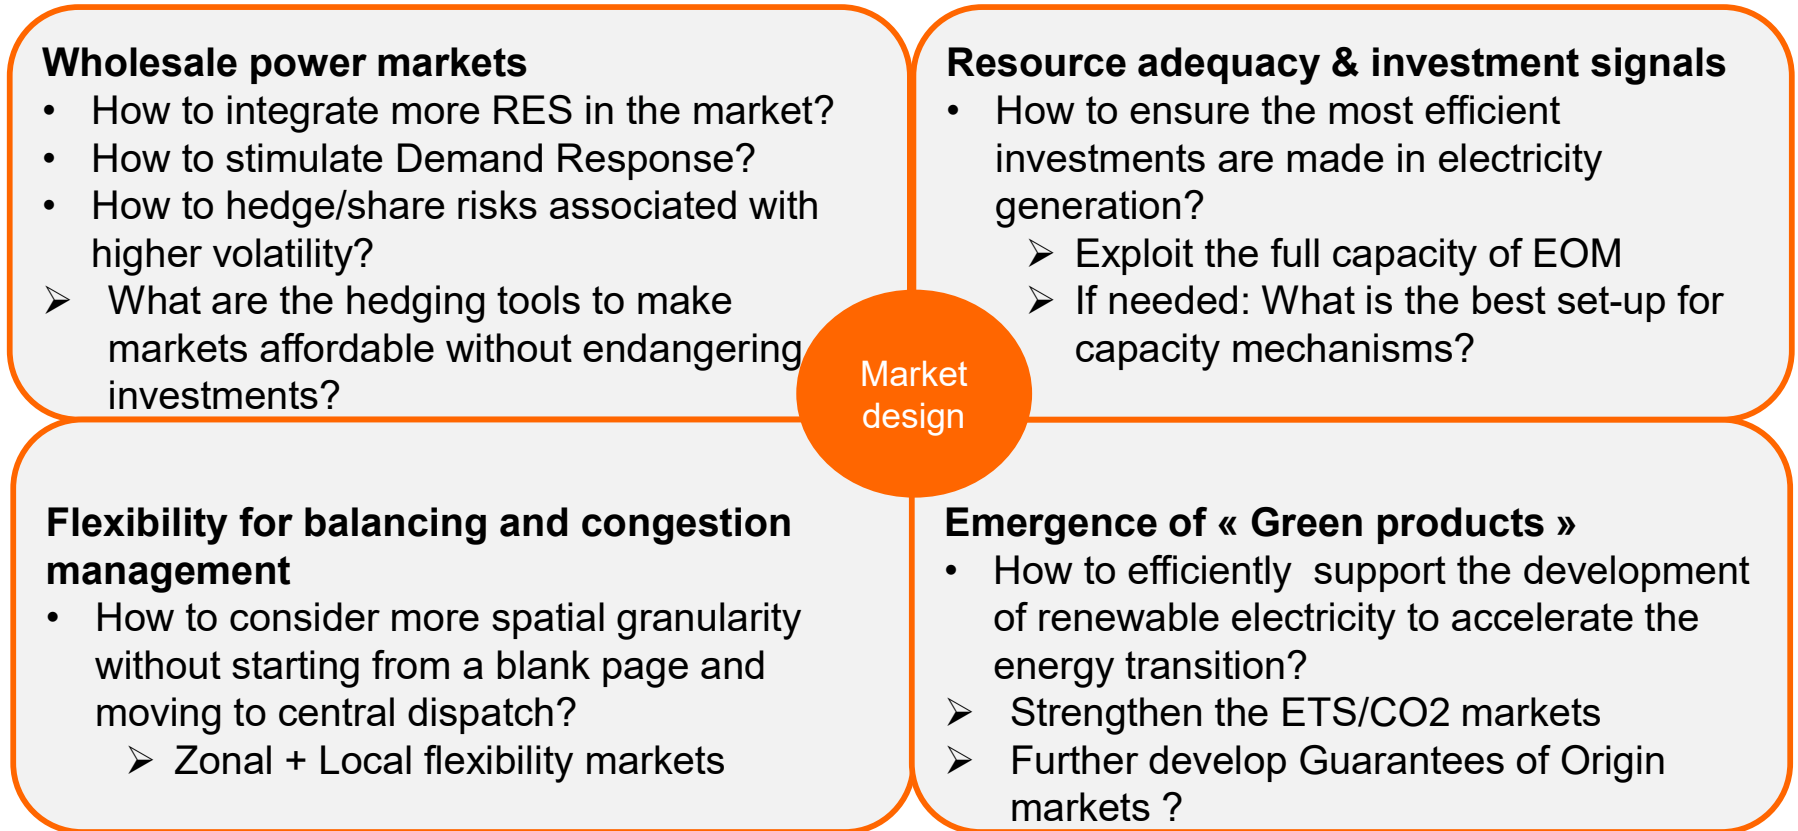 Wholesale power markets
• How to integrate more RES in the market?
• How to stimulate Demand Response?
• How to hedge/share risks associated with
higher volatility?
➢ What are the hedging tools to make
markets affordable without endangering
investments?
Resource adequacy & investment signals
• How to ensure the most efficient
investments are made in electricity
generation?
➢ Exploit the full capacity of EOM
➢ If needed: What is the best set-up for
capacity mechanisms?
Market
design
Flexibility for balancing and congestion
management
• How to consider more spatial granularity
without starting from a blank page and
moving to central dispatch?
➢ Zonal + Local flexibility markets
Emergence of « Green products »
• How to efficiently  support the development
of renewable electricity to accelerate the
energy transition?
➢ Strengthen the ETS/CO2 markets
➢ Further develop Guarantees of Origin
markets ?